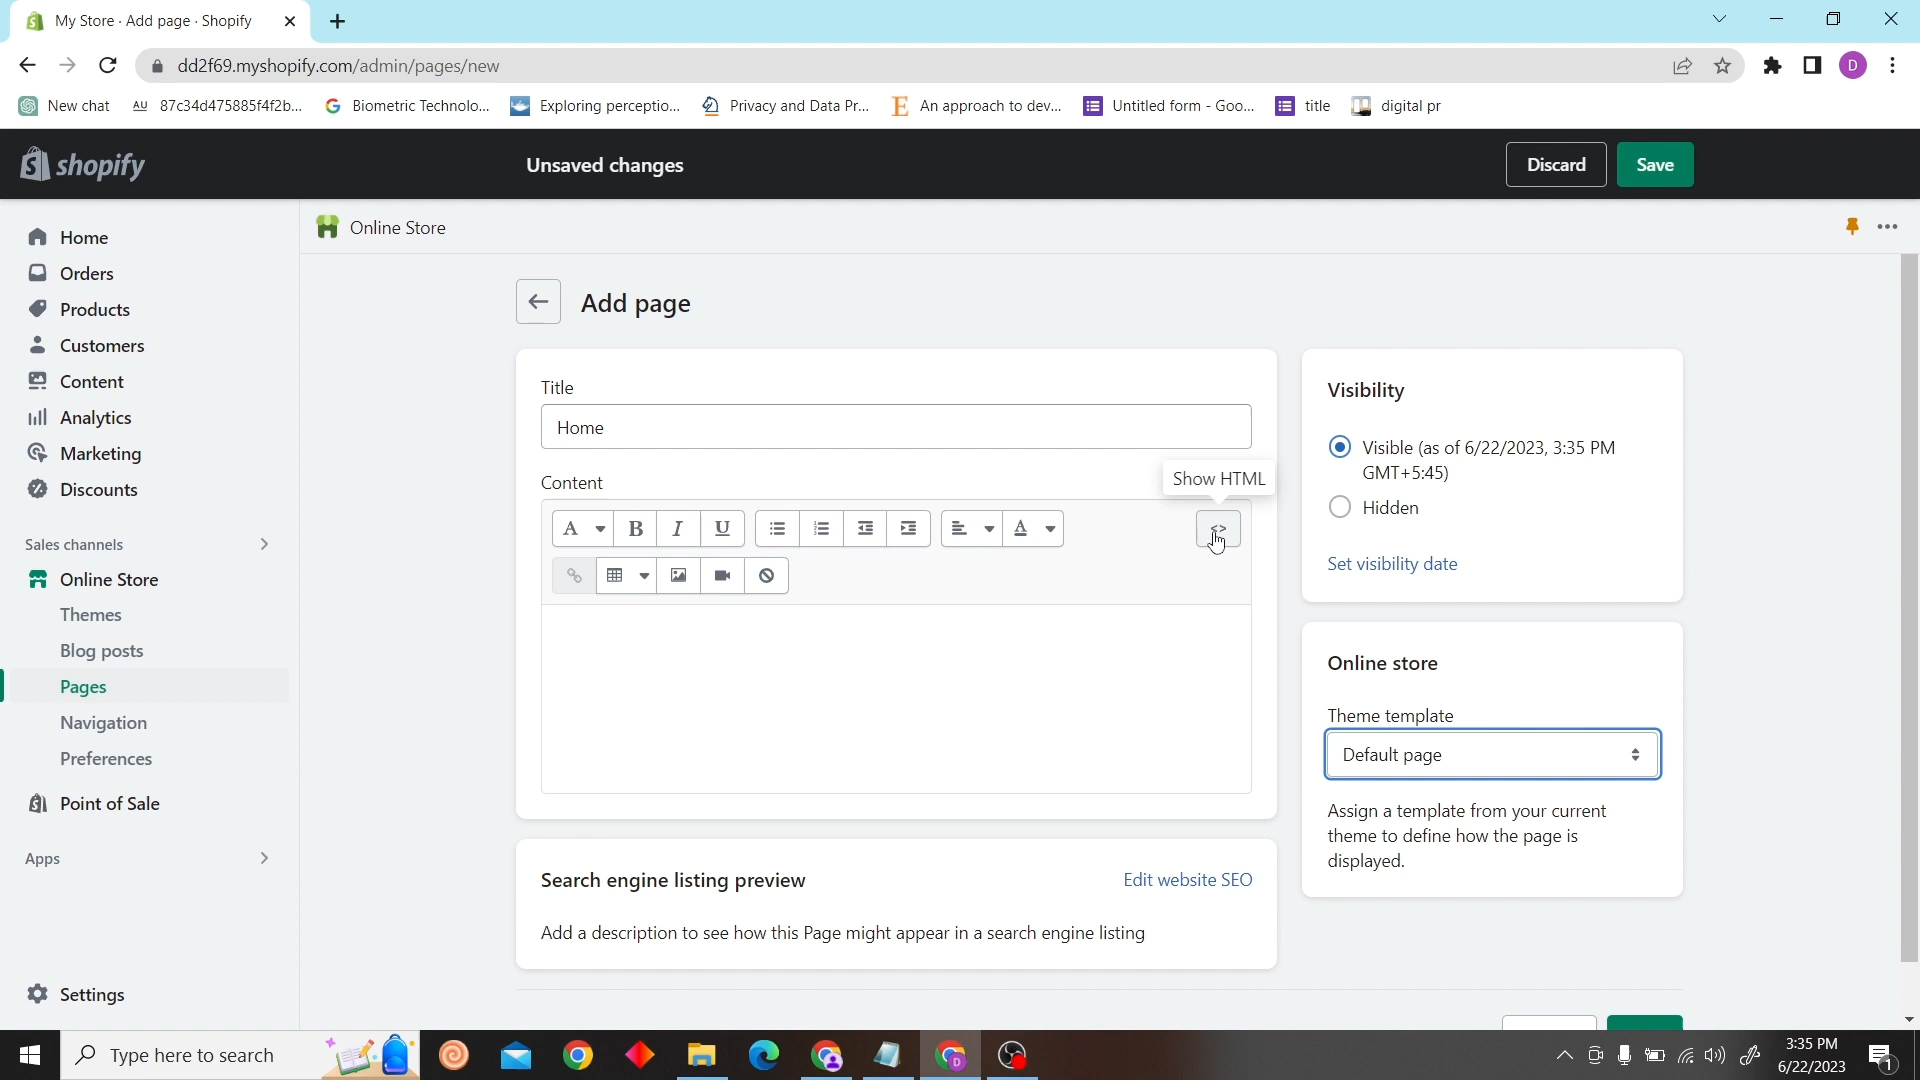 My Store · Add page · Shopify
dd2f69.myshopify.com/admin/pages/new
D
New chat
AU 87c34d475885f4f2b...
Biometric Technolo...
Exploring perceptio...
Privacy and Data Pr...
An approach to dev...
Untitled form - Goo...
title
digital pr
shopify
Unsaved changes
Discard
Save
Home
Orders
Products
Customers
Content
Analytics
Marketing
Discounts
Sales channels
Online Store
Themes
Blog posts
Pages
Navigation
Preferences
Point of Sale
Apps
Settings
Online Store
Add page
Title
Home
Content
Show HTML
A B I U A <>
Search engine listing preview
Edit website SEO
Add a description to see how this Page might appear in a search engine listing
Visibility
Visible (as of 6/22/2023, 3:35 PM
GMT+5:45)
Hidden
Set visibility date
Online store
Theme template
Default page
Assign a template from your current
theme to define how the page is
displayed.
Type here to search
D
3:35 PM
6/22/2023
1